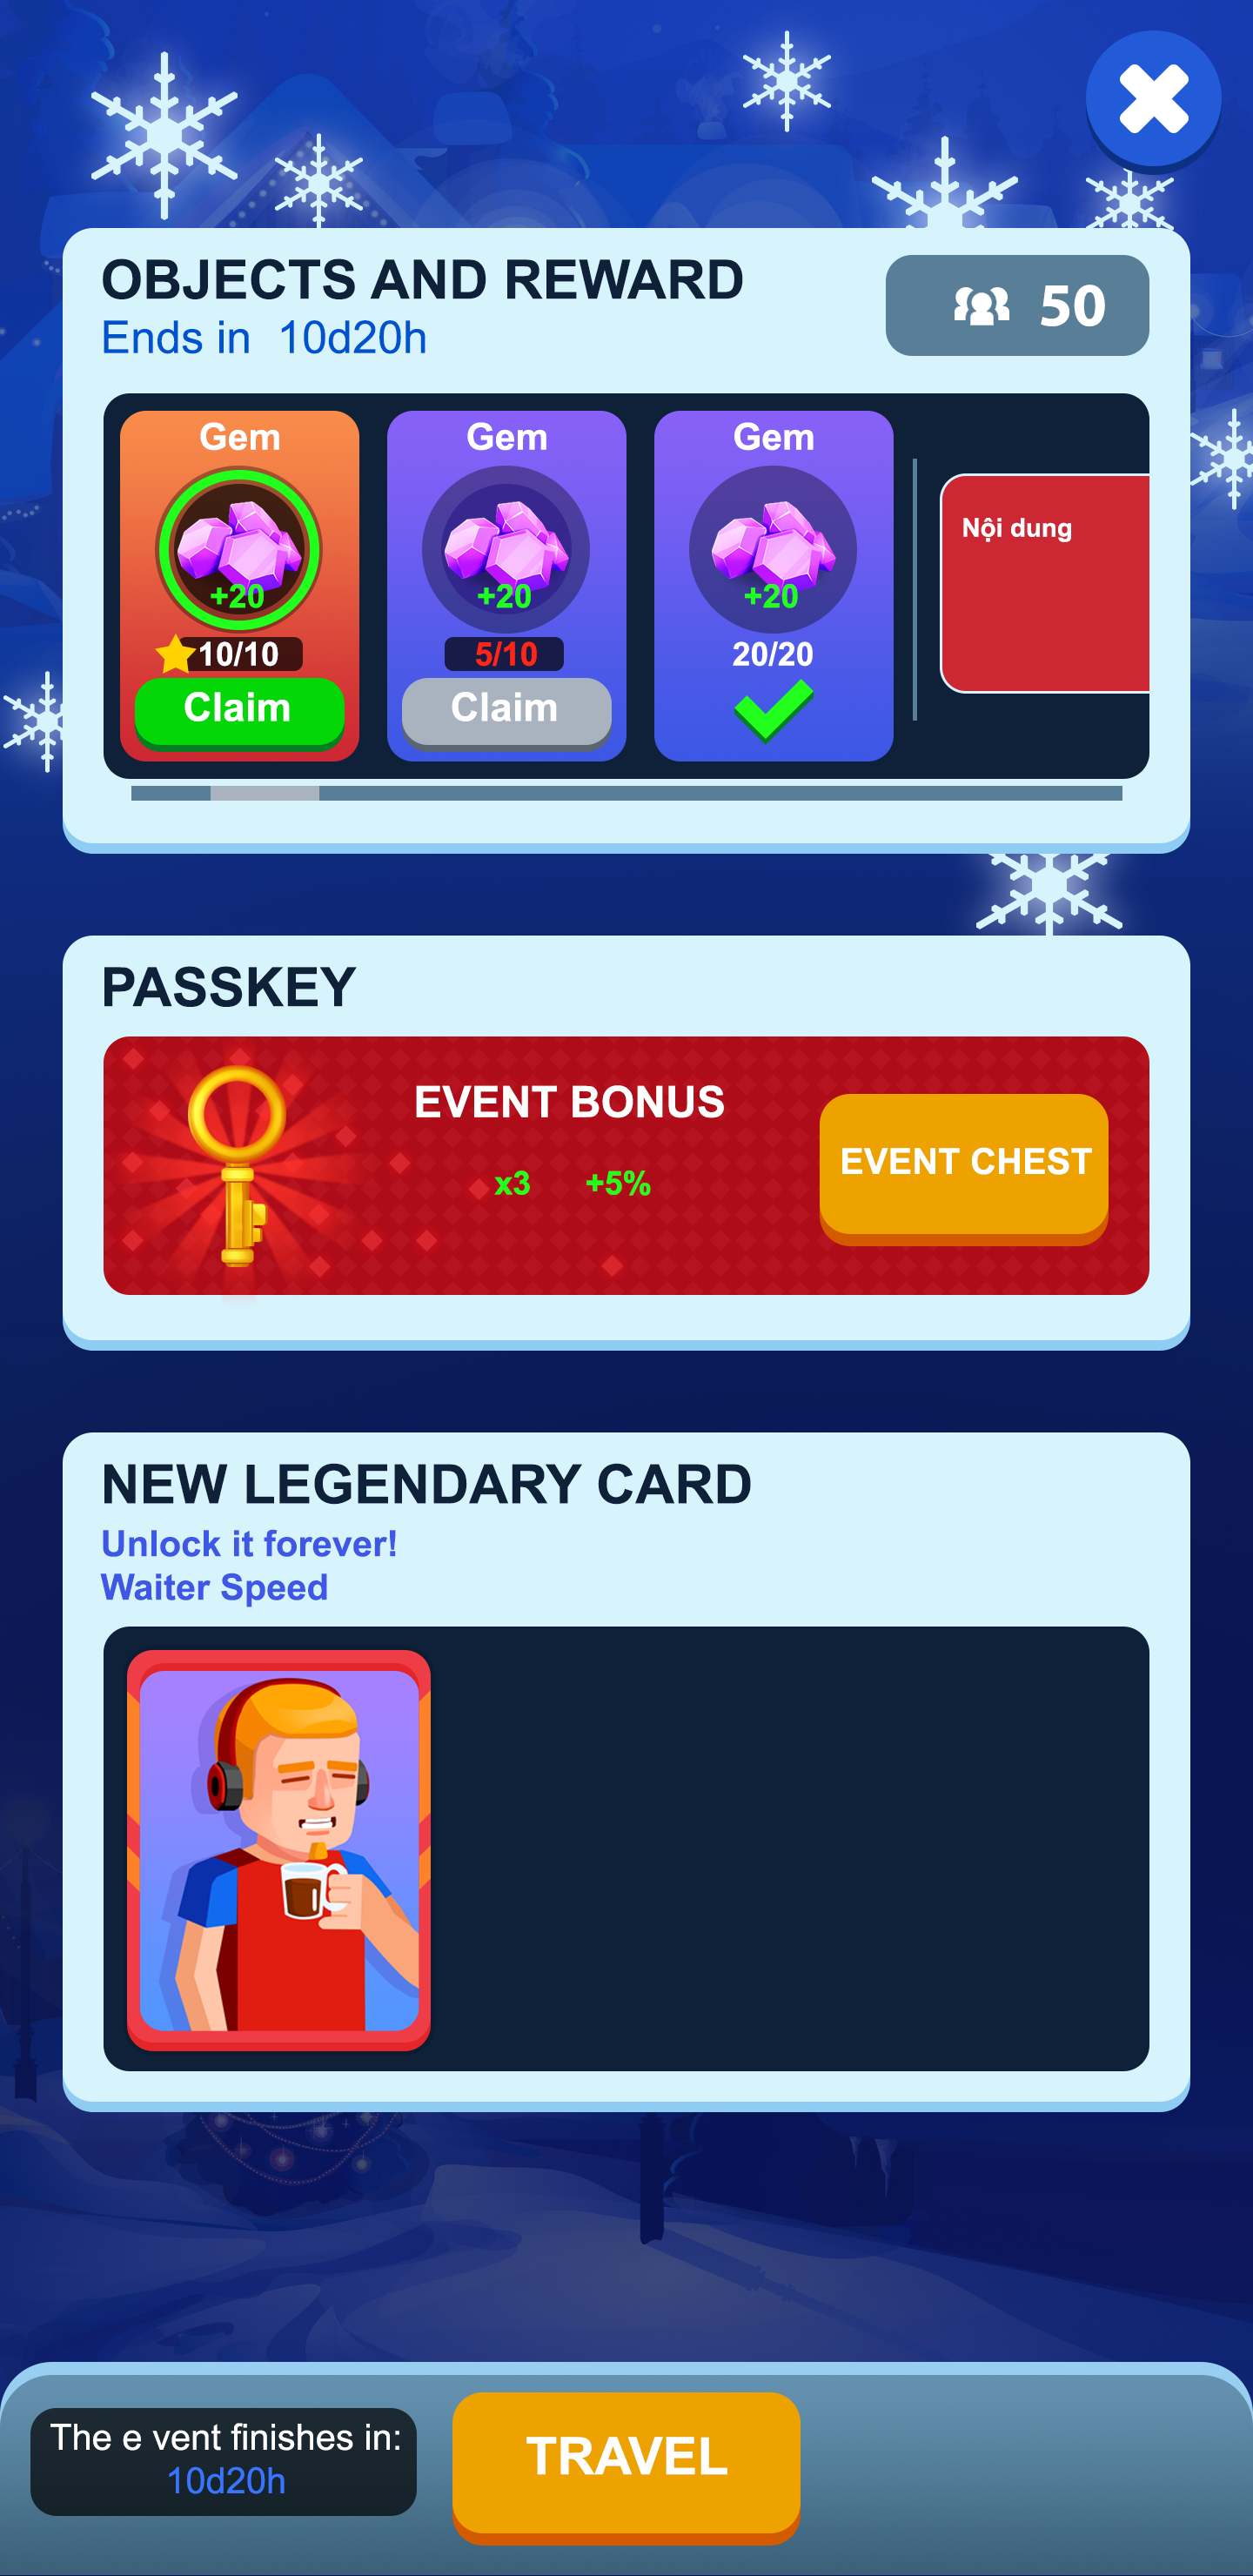 OBJECTS AND REWARD
Ends in 10d20h
50
Gem
+20
10/10
Claim
Gem
+20
5/10
Claim
Gem
+20
20/20
Nội dung
PASSKEY
EVENT BONUS
x3 +5%
EVENT CHEST
NEW LEGENDARY CARD
Unlock it forever!
Waiter Speed
The e vent finishes in:
10d20h
TRAVEL